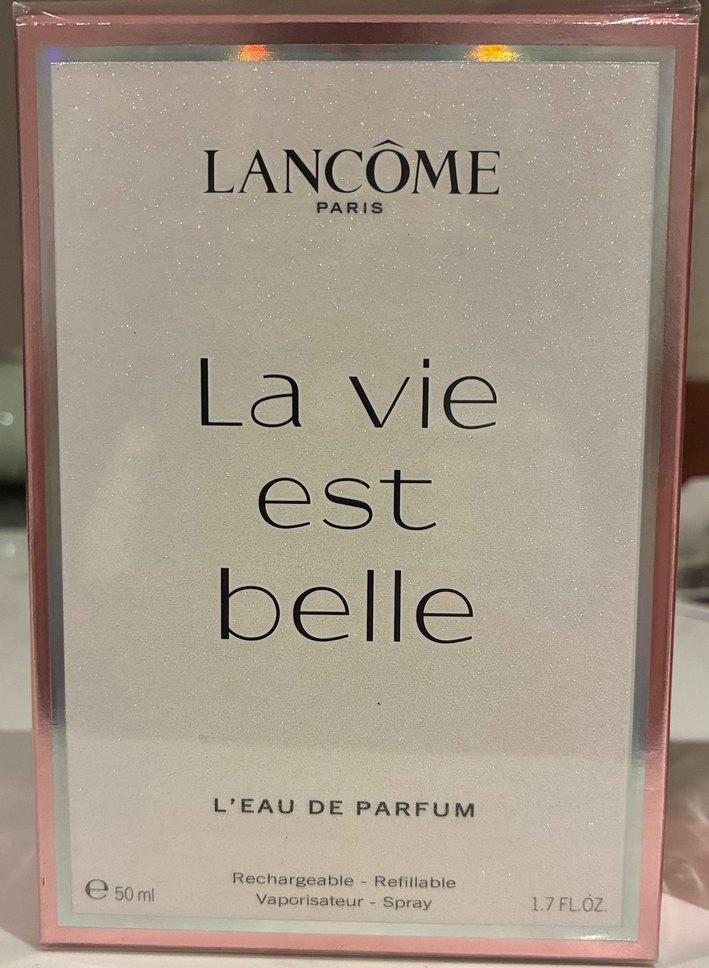 LANCÔME
PARIS
La vie
est
belle
L'EAU DE PARFUM
Rechargeable - Refillable
Vaporisateur - Spray
℮ 50 ml
1.7 FL.OZ.